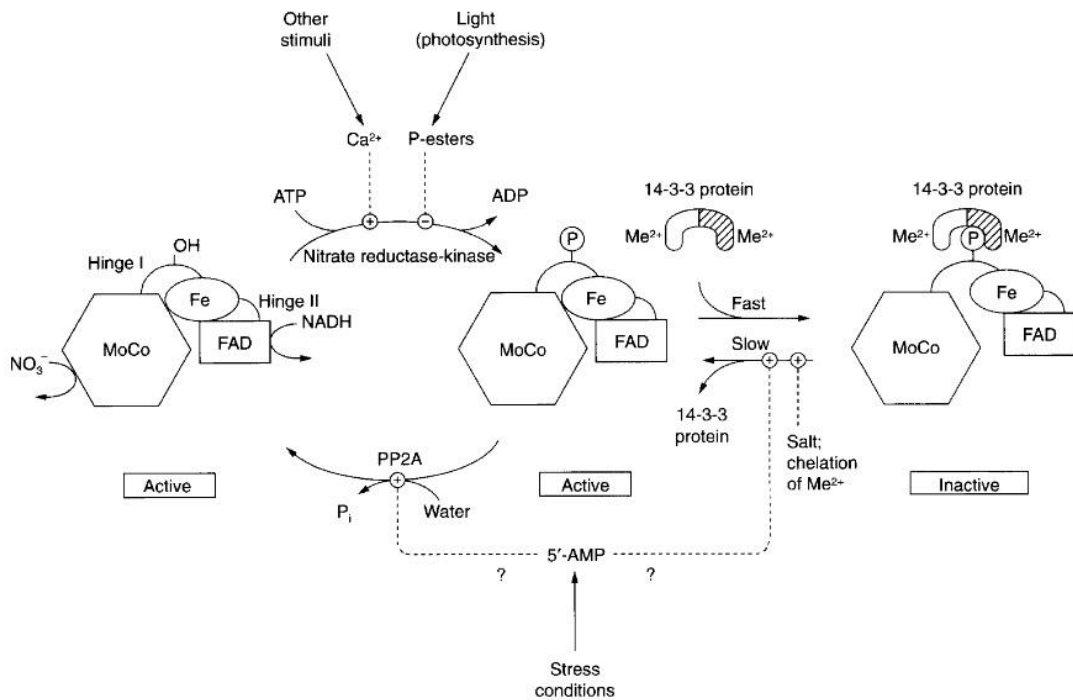 Other
stimuli
Light
(photosynthesis)
Ca²⁺
P-esters
ATP
+
−
ADP
Nitrate reductase-kinase
14-3-3 protein
Me²⁺
Me²⁺
14-3-3 protein
Me²⁺
P
Me²⁺
OH
Hinge I
Fe
Hinge II
NADH
MoCo
FAD
NO₃⁻
P
Fe
MoCo
FAD
Fast
Slow
+
+
14-3-3
protein
Salt;
chelation
of Me²⁺
Fe
MoCo
FAD
PP2A
+
Pᵢ
Water
Active
Active
Inactive
5′-AMP
?
?
Stress
conditions